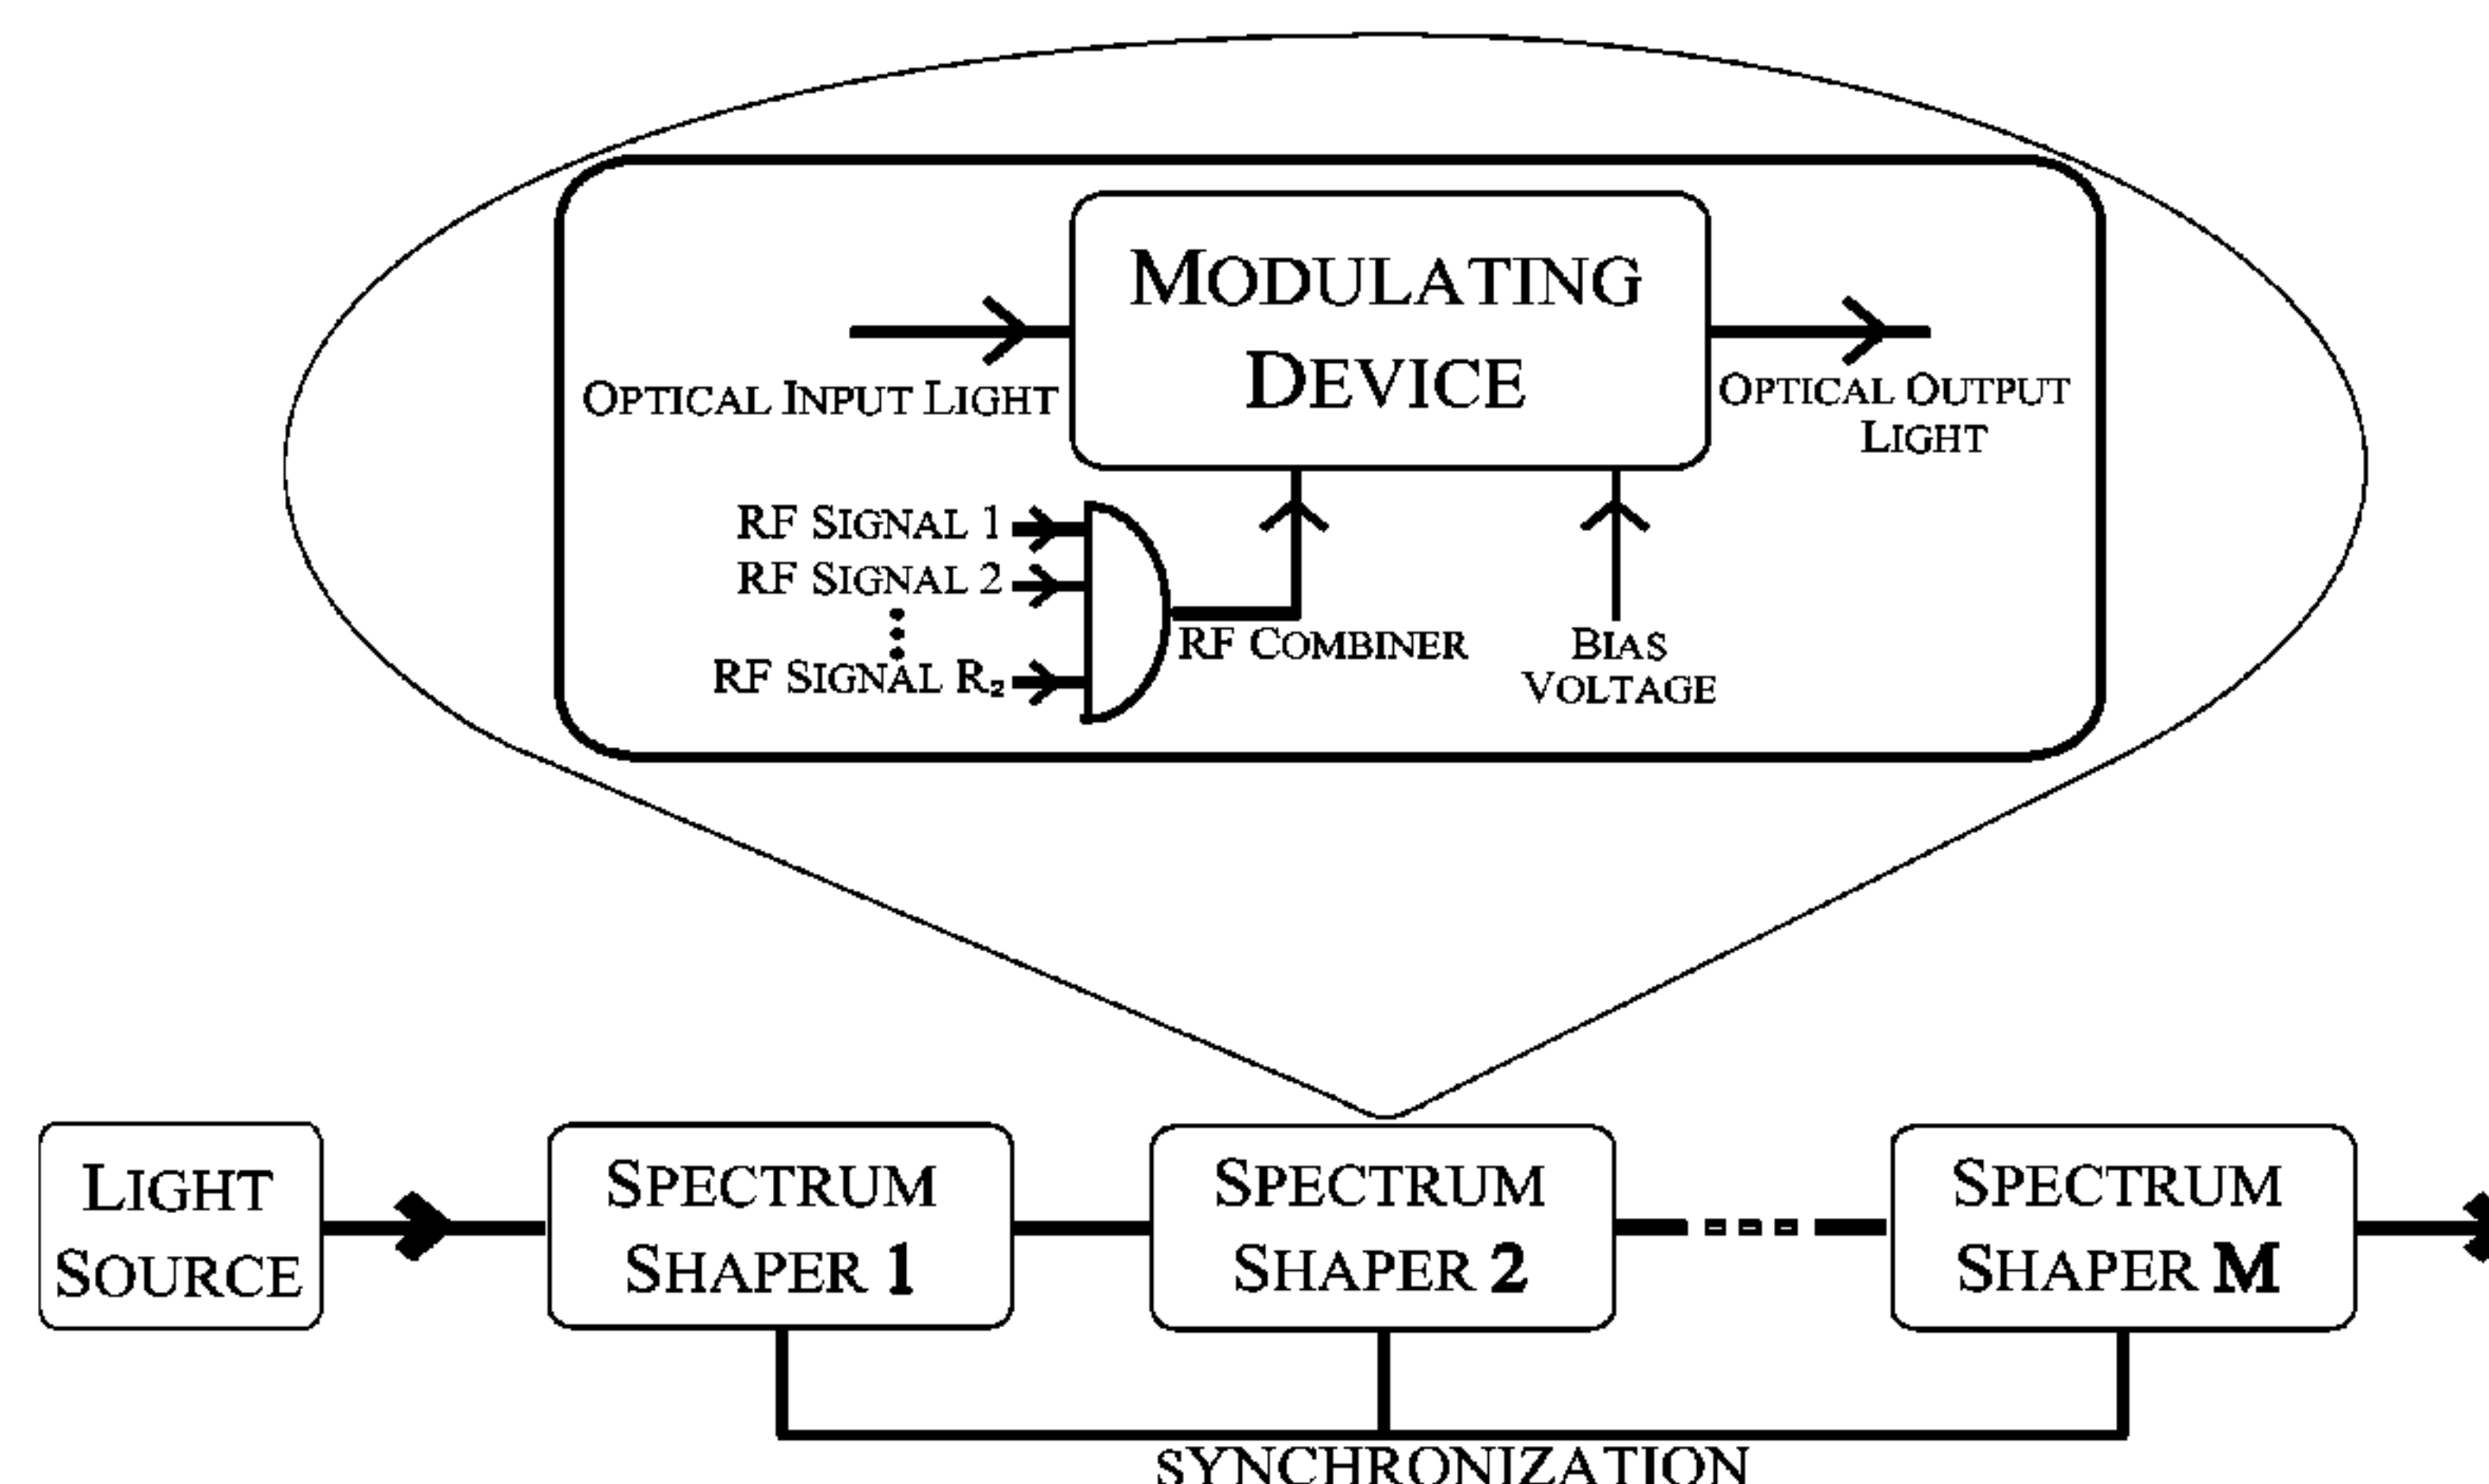 MODULATING
DEVICE
OPTICAL INPUT LIGHT
OPTICAL OUTPUT
LIGHT
RF SIGNAL 1
RF SIGNAL 2
RF SIGNAL R₂
RF COMBINER
BIAS
VOLTAGE
LIGHT
SOURCE
SPECTRUM
SHAPER 1
SPECTRUM
SHAPER 2
SPECTRUM
SHAPER M
SYNCHRONIZATION